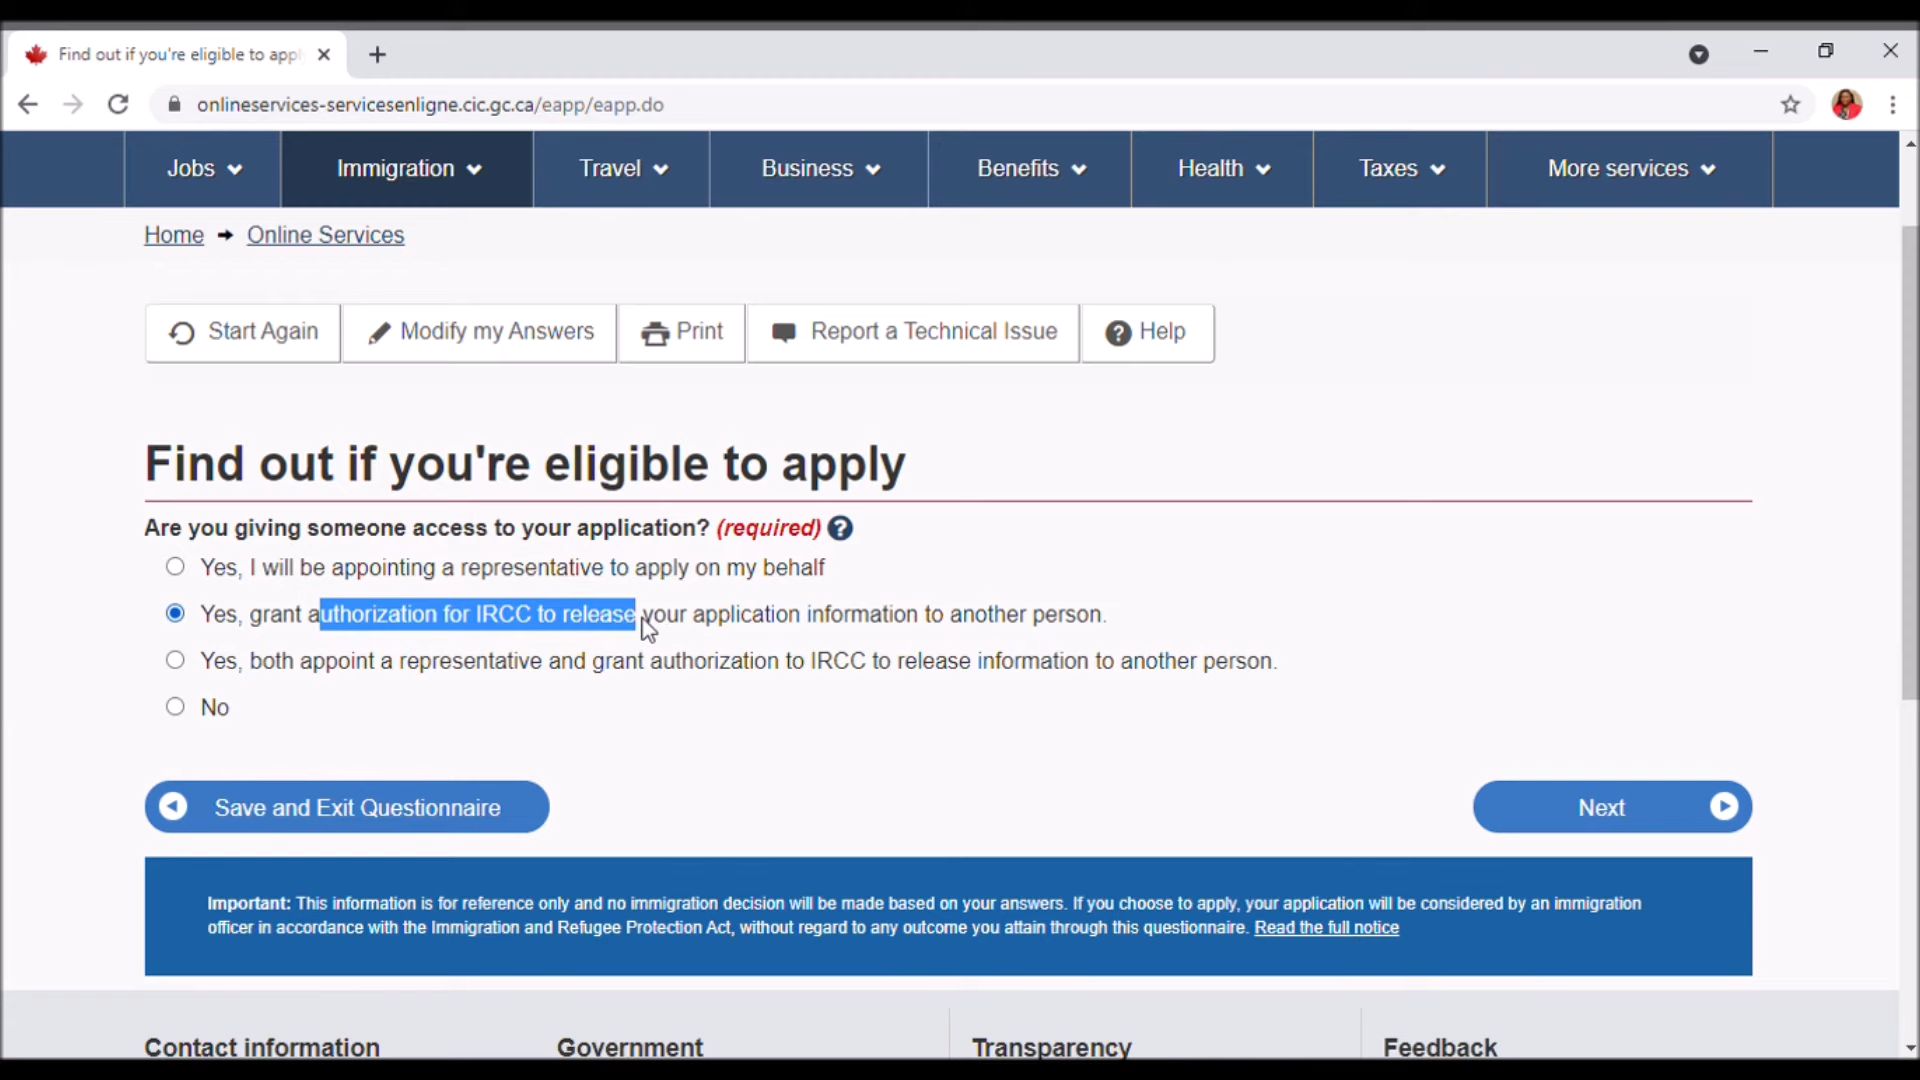 Find out if you're eligible to appl
onlineservices-servicesenligne.cic.gc.ca/eapp/eapp.do
Jobs Immigration Travel Business Benefits Health Taxes More services
Home Online Services
Start Again Modify my Answers Print Report a Technical Issue Help
Find out if you're eligible to apply
Are you giving someone access to your application? (required)
Yes, I will be appointing a representative to apply on my behalf
Yes, grant authorization for IRCC to release your application information to another person.
Yes, both appoint a representative and grant authorization to IRCC to release information to another person.
No
Save and Exit Questionnaire Next
Important: This information is for reference only and no immigration decision will be made based on your answers. If you choose to apply, your application will be considered by an immigration
officer in accordance with the Immigration and Refugee Protection Act, without regard to any outcome you attain through this questionnaire. Read the full notice
Contact information Government Transparency Feedback